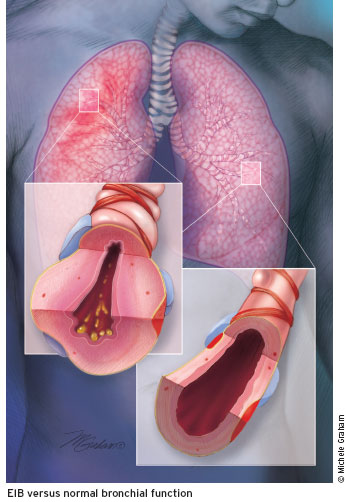 EIB versus normal bronchial function
© Michele Graham